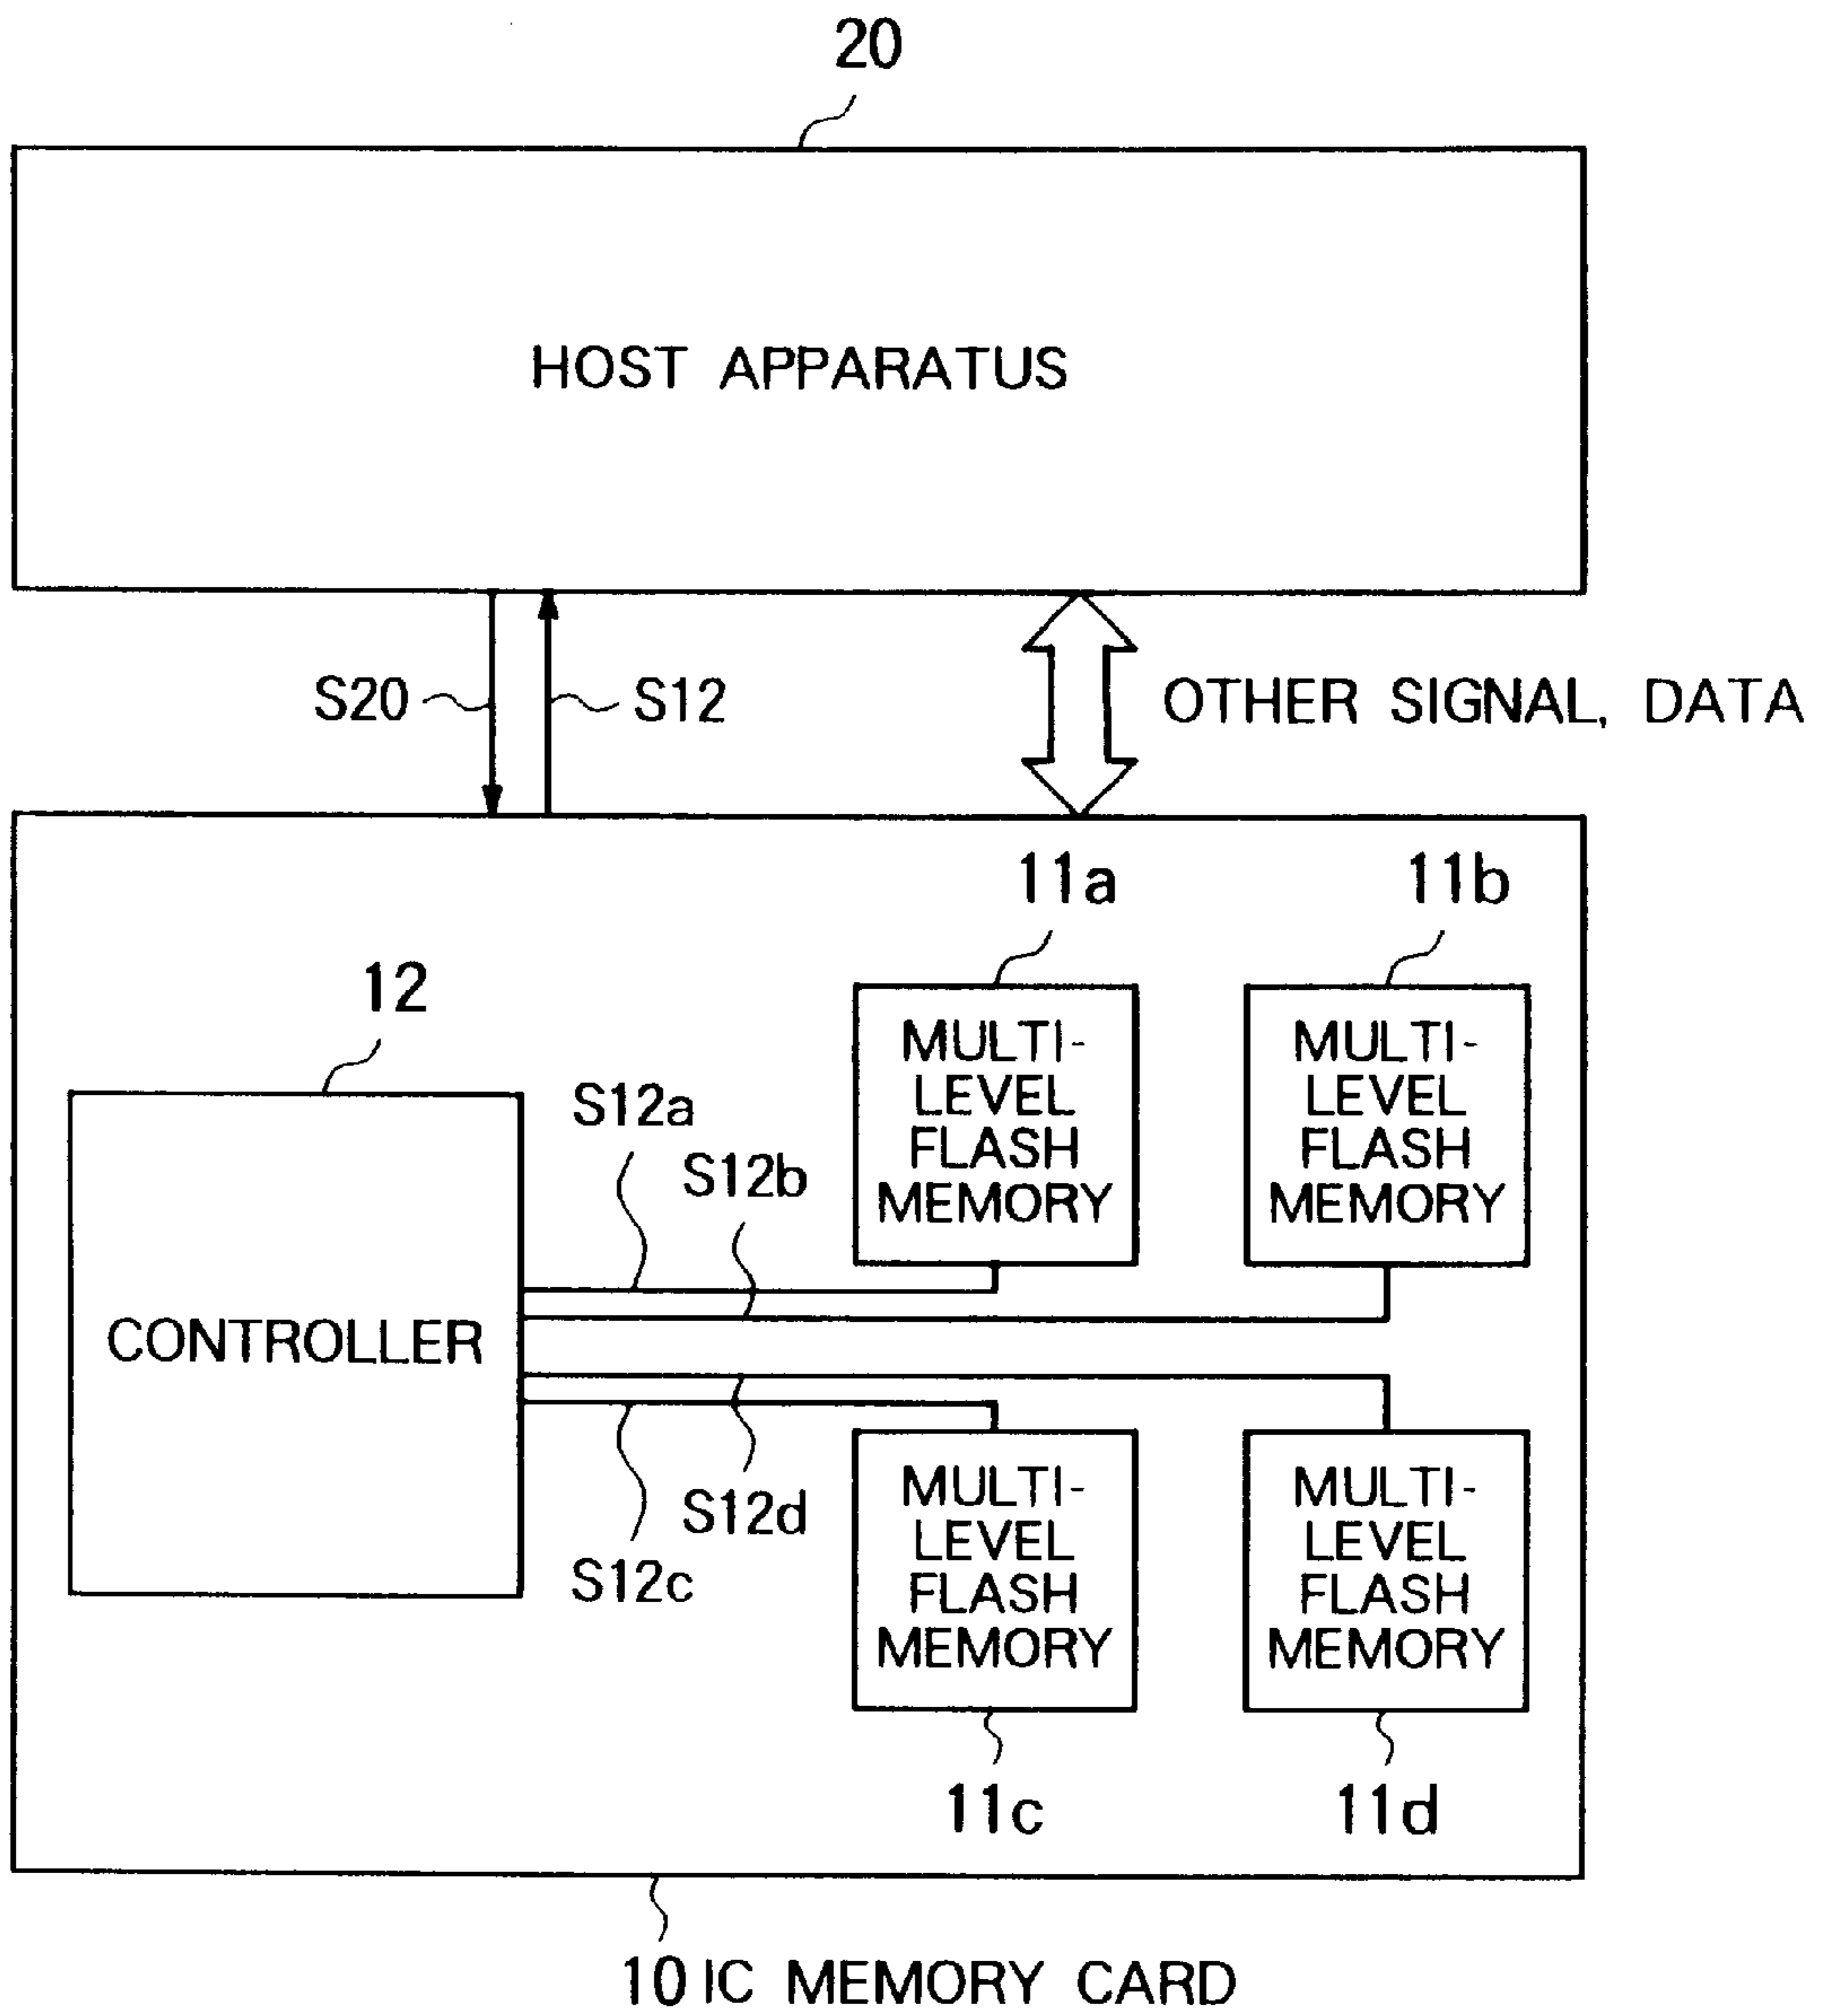 20
HOST APPARATUS
S20
S12
OTHER SIGNAL, DATA
11a
11b
12
MULTI-
LEVEL
FLASH
MEMORY
MULTI-
LEVEL
FLASH
MEMORY
S12a
S12b
CONTROLLER
S12d
S12c
MULTI-
LEVEL
FLASH
MEMORY
MULTI-
LEVEL
FLASH
MEMORY
11c
11d
10 IC MEMORY CARD